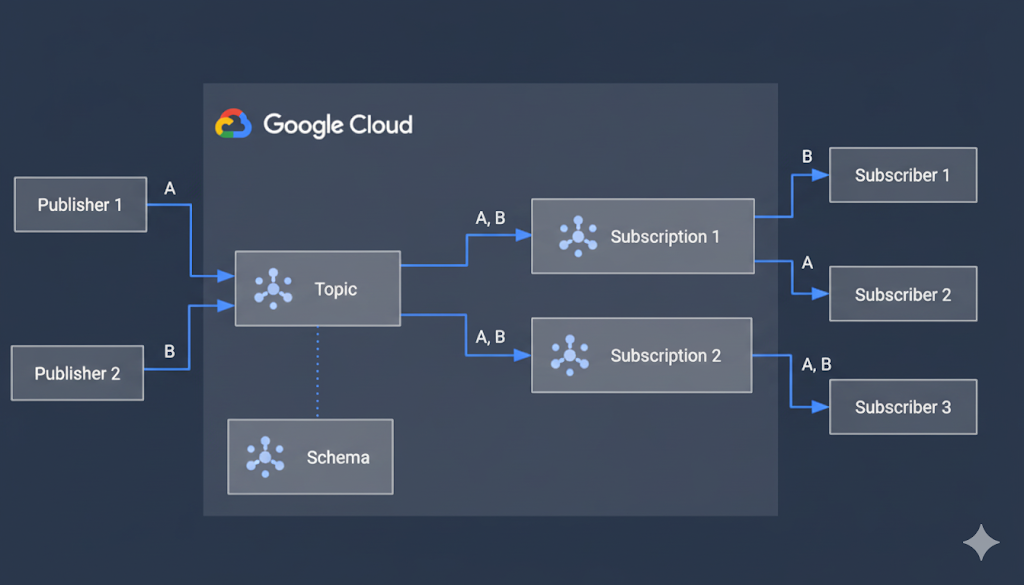 Google Cloud
Publisher 1
A
Publisher 2
B
Topic
Schema
A, B
A, B
Subscription 1
Subscription 2
B
A
A, B
Subscriber 1
Subscriber 2
Subscriber 3